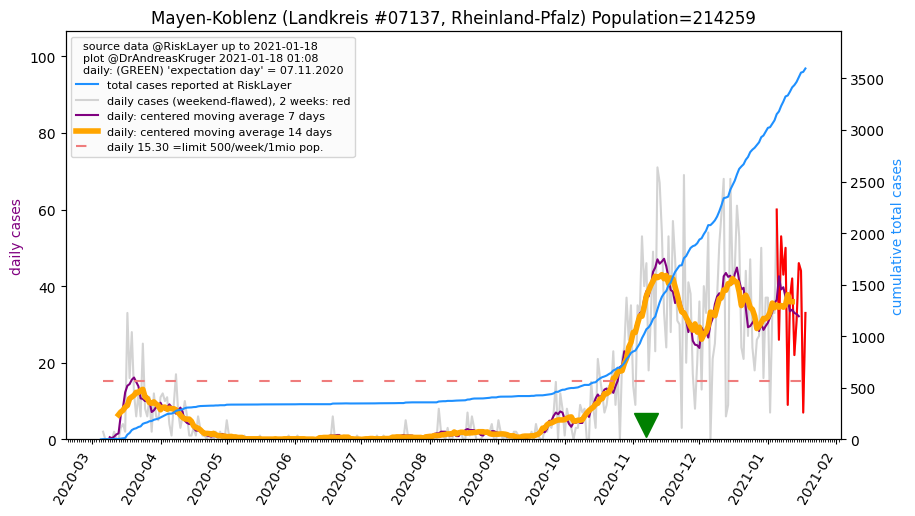 Mayen-Koblenz (Landkreis #07137, Rheinland-Pfalz) Population=214259
source data @RiskLayer up to 2021-01-18
plot @DrAndreasKruger 2021-01-18 01:08
daily: (GREEN) 'expectation day' = 07.11.2020
total cases reported at RiskLayer
daily cases (weekend-flawed), 2 weeks: red
daily: centered moving average 7 days
daily: centered moving average 14 days
daily 15.30 =limit 500/week/1mio pop.
daily cases
100
80
60
40
20
0
cumulative total cases
3500
3000
2500
2000
1500
1000
500
0
2020-03
2020-04
2020-05
2020-06
2020-07
2020-08
2020-09
2020-10
2020-11
2020-12
2021-01
2021-02